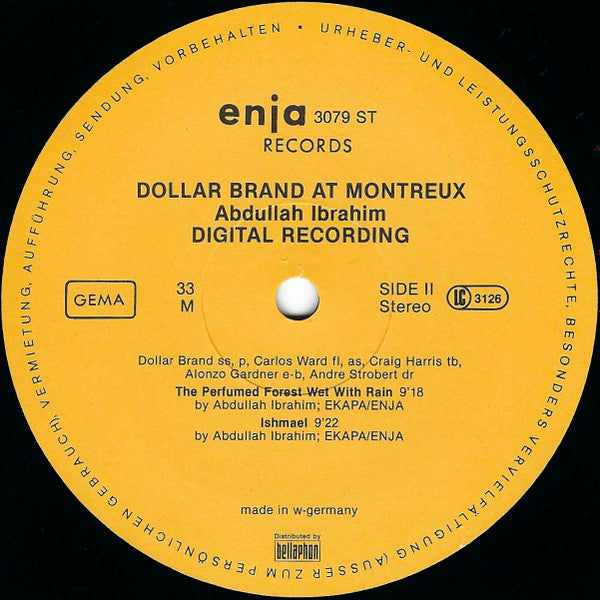 URHEBER- UND LEISTUNGSSCHUTZRECHTE, BESONDERS VERVIELFÄLTIGUNG (AUSSER ZUM PERSÖNLICHEN GEBRAUCH), VERMIETUNG, AUFFÜHRUNG, SENDUNG, VORBEHALTEN •
enja 3079 ST
RECORDS
DOLLAR BRAND AT MONTREUX
Abdullah Ibrahim
DIGITAL RECORDING
GEMA
33
M
SIDE II
Stereo
LC 3126
Dollar Brand ss, p, Carlos Ward fl, as, Craig Harris tb,
Alonzo Gardner e-b, Andre Strobert dr
The Perfumed Forest Wet With Rain 9'18
by Abdullah Ibrahim; EKAPA/ENJA
Ishmael 9'22
by Abdullah Ibrahim; EKAPA/ENJA
made in w-germany
Distributed by
bellaphon